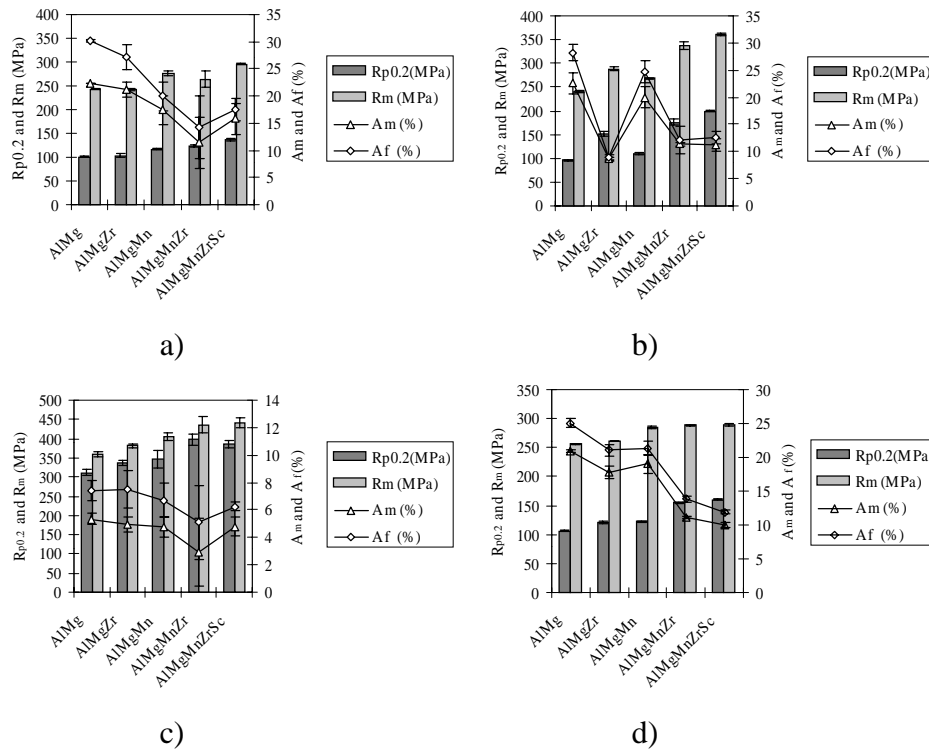 400
350
300
250
200
150
100
50
0
Rp0.2 and Rm (MPa)
35
30
25
20
15
10
5
0
Am and Af (%)
Rp0.2(MPa)
Rm (MPa)
Am (%)
Af (%)
AlMg
AlMgZr
AlMgMn
AlMgMnZr
AlMgMnZrSc
a)
400
350
300
250
200
150
100
50
0
Rp0.2 and Rm (MPa)
35
30
25
20
15
10
5
0
Am and Af (%)
Rp0.2(MPa)
Rm (MPa)
Am (%)
Af (%)
AlMg
AlMgZr
AlMgMn
AlMgMnZr
AlMgMnZrSc
b)
500
450
400
350
300
250
200
150
100
50
0
Rp0.2 and Rm (MPa)
14
12
10
8
6
4
2
0
Am and Af (%)
Rp0.2(MPa)
Rm (MPa)
Am (%)
Af (%)
AlMg
AlMgZr
AlMgMn
AlMgMnZr
AlMgMnZrSc
c)
350
300
250
200
150
100
50
0
Rp0.2 and Rm (MPa)
30
25
20
15
10
5
0
Am and Af (%)
Rp0.2(MPa)
Rm (MPa)
Am (%)
Af (%)
AlMg
AlMgZr
AlMgMn
AlMgMnZr
AlMgMnZrSc
d)